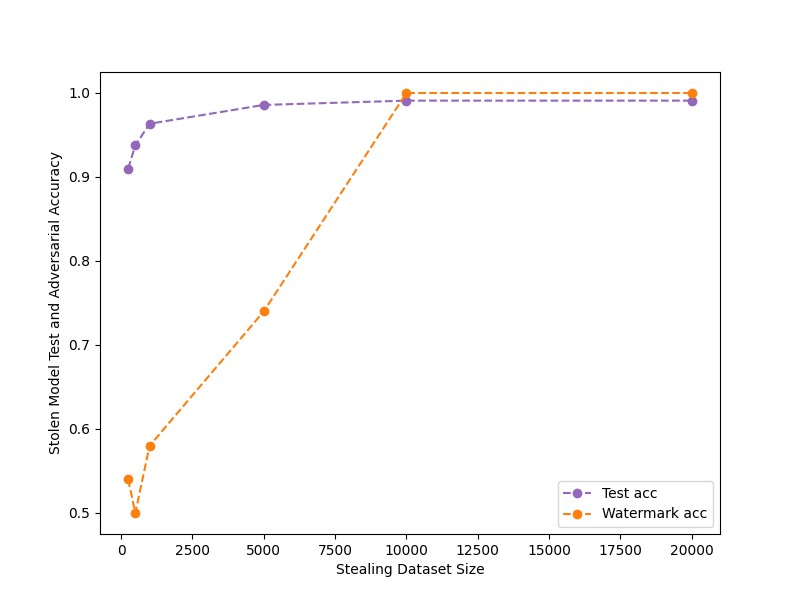 1.0
0.9
0.8
0.7
0.6
0.5
Stolen Model Test and Adversarial Accuracy
Test acc
Watermark acc
0 2500 5000 7500 10000 12500 15000 17500 20000
Stealing Dataset Size